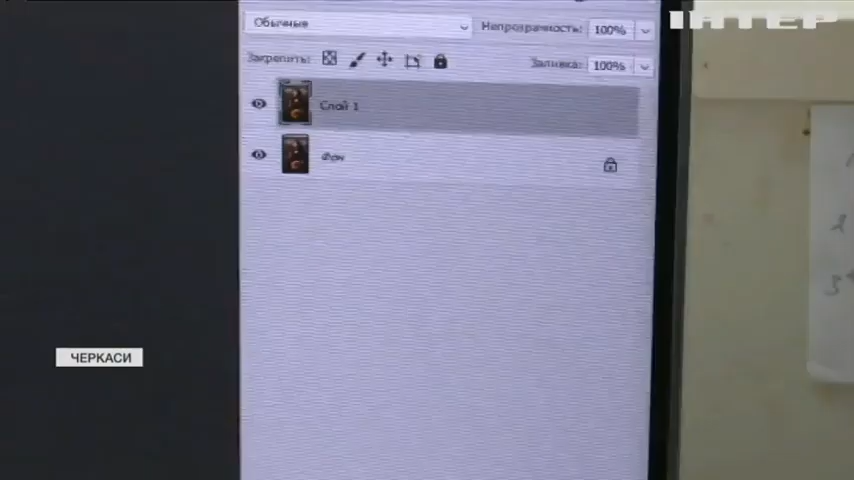 ІНТЕР
Обычные
Непрозрачность: 100%
Закрепить:
Заливка: 100%
Слой 1
Фон
ЧЕРКАСИ